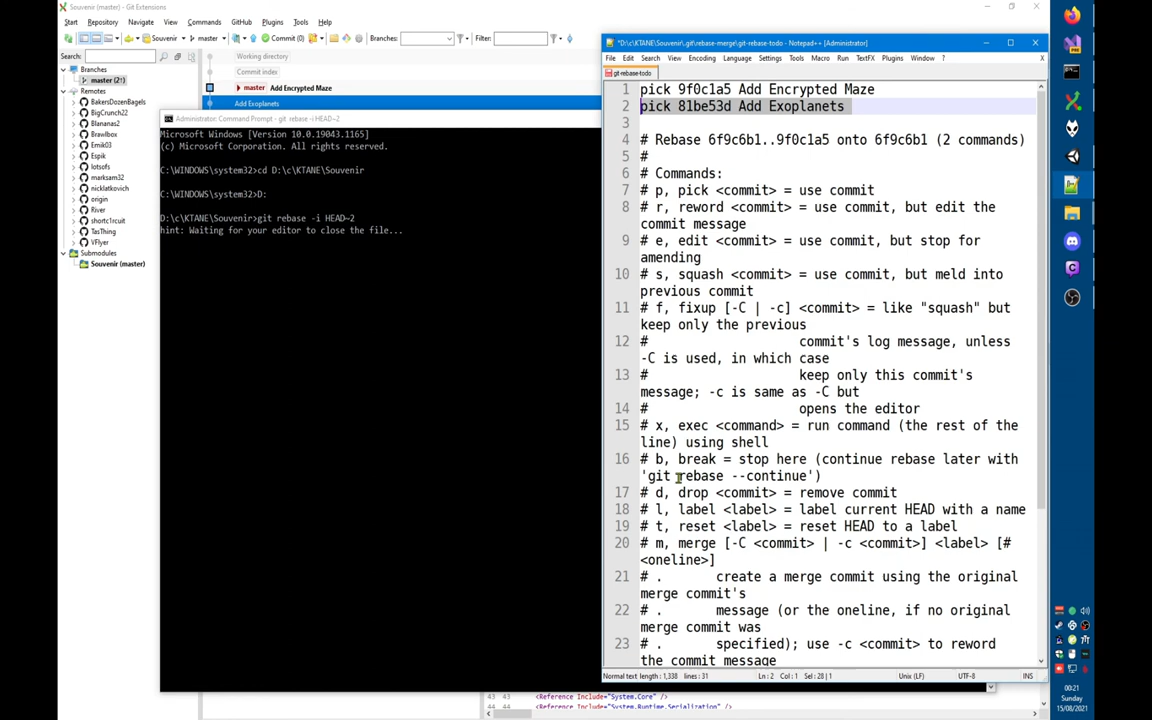 Souvenir (master) - Git Extensions
Start Repository Navigate View Commands GitHub Plugins Tools Help
Souvenir master Commit (0) Branches: Filter:
Search:
Branches
master (2↑)
Remotes
BakersDozenBagels
BigCrunch22
Blananas2
Brawlbox
Emik03
Espik
lotsofs
marksam32
nicklatkovich
origin
River
shortc1rcuit
TasThing
VFlyer
Submodules
Souvenir (master)
Working directory
Commit index
master Add Encrypted Maze
Add Exoplanets
Administrator: Command Prompt - git rebase -i HEAD~2
Microsoft Windows [Version 10.0.19043.1165]
(c) Microsoft Corporation. All rights reserved.
C:\WINDOWS\system32>cd D:\c\KTANE\Souvenir
C:\WINDOWS\system32>D:
D:\c\KTANE\Souvenir>git rebase -i HEAD~2
hint: Waiting for your editor to close the file...
*D:\c\KTANE\Souvenir\.git\rebase-merge\git-rebase-todo - Notepad++ [Administrator]
File Edit Search View Encoding Language Settings Tools Macro Run TextFX Plugins Window ? X
git-rebase-todo
1 pick 9f0c1a5 Add Encrypted Maze
2 pick 81be53d Add Exoplanets
3
4 # Rebase 6f9c6b1..9f0c1a5 onto 6f9c6b1 (2 commands)
5 #
6 # Commands:
7 # p, pick <commit> = use commit
8 # r, reword <commit> = use commit, but edit the
commit message
9 # e, edit <commit> = use commit, but stop for
amending
10 # s, squash <commit> = use commit, but meld into
previous commit
11 # f, fixup [-C | -c] <commit> = like "squash" but
keep only the previous
12 # commit's log message, unless
-C is used, in which case
13 # keep only this commit's
message; -c is same as -C but
14 # opens the editor
15 # x, exec <command> = run command (the rest of the
line) using shell
16 # b, break = stop here (continue rebase later with
'git rebase --continue')
17 # d, drop <commit> = remove commit
18 # l, label <label> = label current HEAD with a name
19 # t, reset <label> = reset HEAD to a label
20 # m, merge [-C <commit> | -c <commit>] <label> [#
<oneline>]
21 # . create a merge commit using the original
merge commit's
22 # . message (or the oneline, if no original
merge commit was
23 # . specified); use -c <commit> to reword
the commit message
Normal text length : 1,338 lines : 31 Ln : 2 Col : 1 Sel : 28 | 1 Unix (LF) UTF-8 INS
43 43 <Reference Include="System.Core" />
44 44 <Reference Include="System.Runtime.Serialization" />
00:21
Sunday
15/08/2021